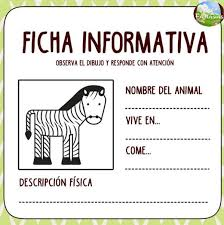 FICHA INFORMATIVA
OBSERVA EL DIBUJO Y RESPONDE CON ATENCIÓN
NOMBRE DEL ANIMAL
VIVE EN...
COME...
DESCRIPCIÓN FÍSICA